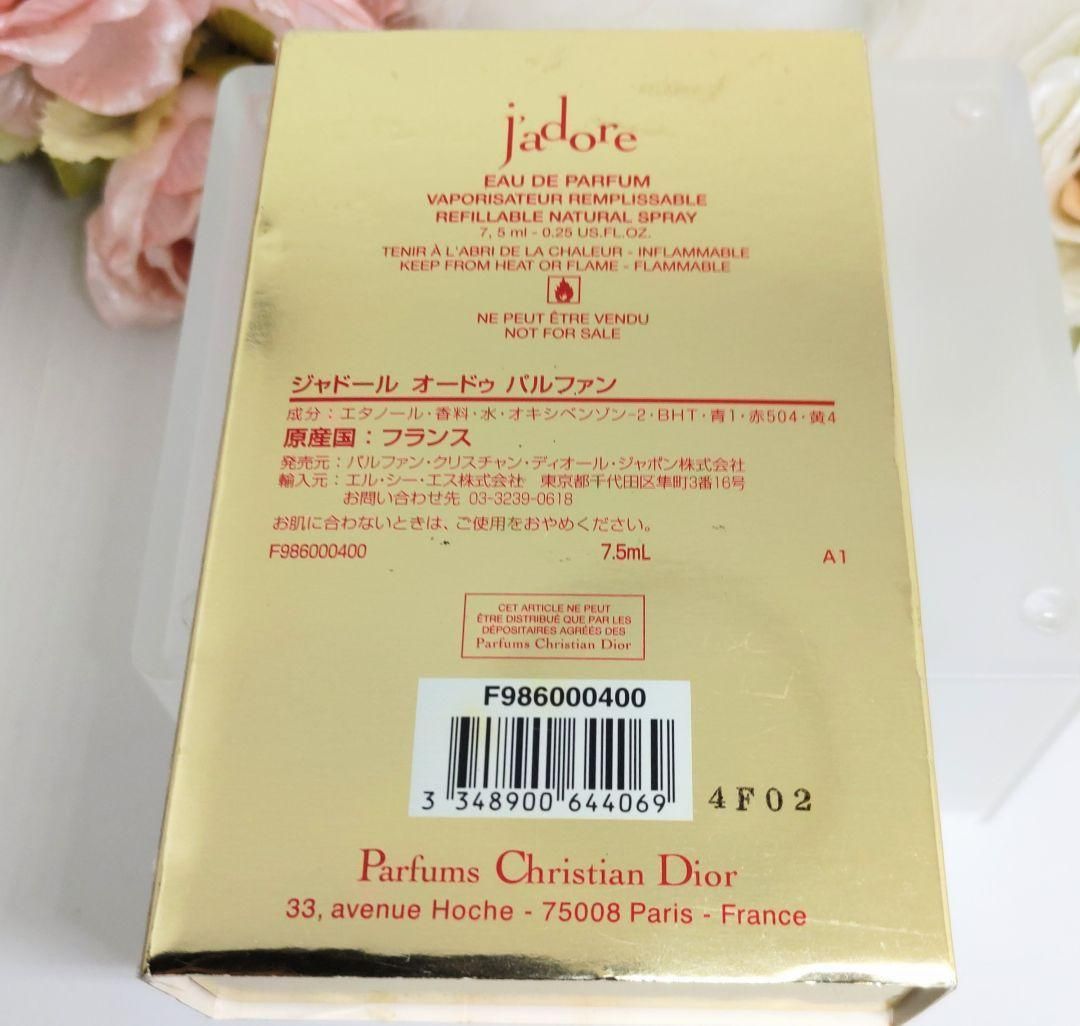 j'adore
EAU DE PARFUM
VAPORISATEUR REMPLISSABLE
REFILLABLE NATURAL SPRAY
7, 5 ml - 0.25 US.FL.OZ.
TENIR À L'ABRI DE LA CHALEUR - INFLAMMABLE
KEEP FROM HEAT OR FLAME - FLAMMABLE
NE PEUT ÊTRE VENDU
NOT FOR SALE
ジャドール オードゥ パルファン
成分：エタノール・香料・水・オキシベンゾン-2・BHT・青1・赤504・黄4
原産国：フランス
発売元：パルファン・クリスチャン・ディオール・ジャポン株式会社
輸入元：エル・シー・エス株式会社 東京都千代田区隼町3番16号
お問い合わせ先 03-3239-0618
お肌に合わないときは、ご使用をおやめください。
F986000400 7.5mL A1
CET ARTICLE NE PEUT
ÊTRE DISTRIBUÉ QUE PAR LES
DÉPOSITAIRES AGRÉÉS DES
Parfums Christian Dior
F986000400
3 348900 644069
4F02
Parfums Christian Dior
33, avenue Hoche - 75008 Paris - France